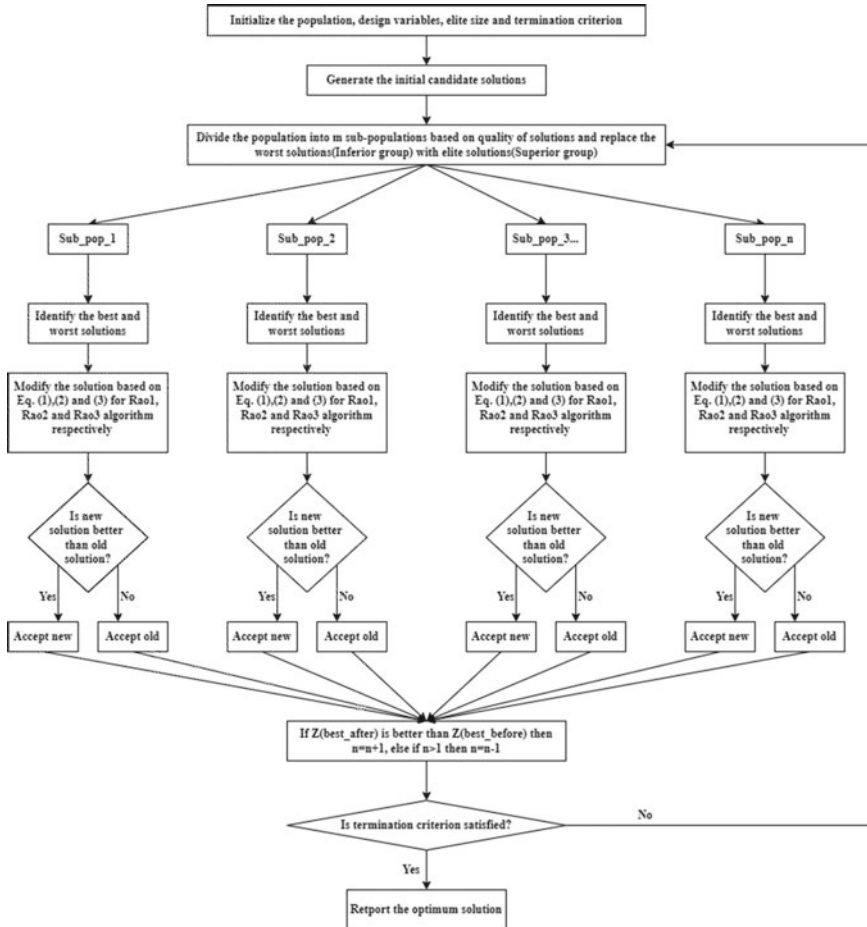 Initialize the population, design variables, elite size and termination criterion
Generate the initial candidate solutions
Divide the population into m sub-populations based on quality of solutions and replace the
worst solutions(Inferior group) with elite solutions(Superior group)
Sub_pop_1
Sub_pop_2
Sub_pop_3...
Sub_pop_n
Identify the best and
worst solutions
Identify the best and
worst solutions
Identify the best and
worst solutions
Identify the best and
worst solutions
Modify the solution based on
Eq. (1),(2) and (3) for Rao1,
Rao2 and Rao3 algorithm
respectively
Modify the solution based on
Eq. (1),(2) and (3) for Rao1,
Rao2 and Rao3 algorithm
respectively
Modify the solution based on
Eq. (1),(2) and (3) for Rao1,
Rao2 and Rao3 algorithm
respectively
Modify the solution based on
Eq. (1),(2) and (3) for Rao1,
Rao2 and Rao3 algorithm
respectively
Is new
solution better
than old
solution?
Is new
solution better
than old
solution?
Is new
solution better
than old
solution?
Is new
solution better
than old
solution?
Yes
No
Yes
No
Yes
No
Yes
No
Accept new
Accept old
Accept new
Accept old
Accept new
Accept old
Accept new
Accept old
If Z(best_after) is better than Z(best_before) then
n=n+1, else if n>1 then n=n-1
Is termination criterion satisfied?
No
Yes
Retport the optimum solution